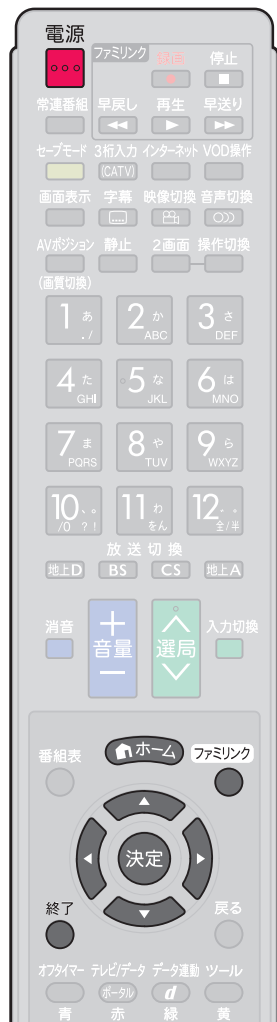 電源
ファミリンク 録画 停止
常連番組 早戻し 再生 早送り
セーブモード 3桁入力 インターネット VOD操作
(CATV)
画面表示 字幕 映像切換 音声切換
AVポジション 静止 2画面 操作切換
(画質切換)
1 あ ./ 2 か ABC 3 さ DEF
4 た GHI 5 な JKL 6 は MNO
7 ま PQRS 8 や TUV 9 ら WXYZ
10 、。 /0 ?! 11 わ をん 12 ゛゜ 全/半
放送切換
地上D BS CS 地上A
消音 + 音量 − 選局 入力切換
番組表 ホーム ファミリンク
決定
終了 戻る
オフタイマー テレビ/データ データ連動 ツール
ポータル d
青 赤 緑 黄